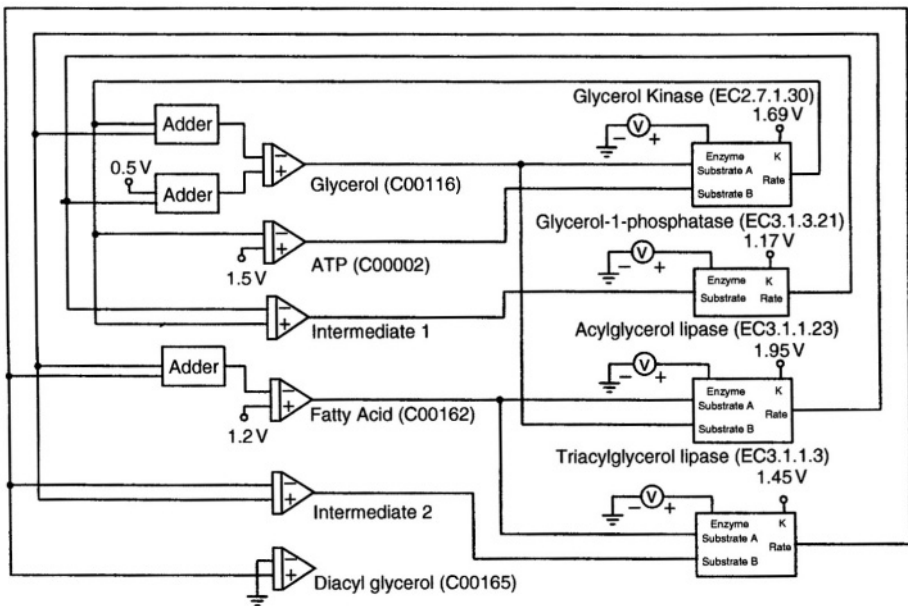 Glycerol Kinase (EC2.7.1.30)
1.69 V
Adder
V
− +
Enzyme K
Substrate A
Rate
Substrate B
−
+
Glycerol (C00116)
0.5 V
Adder
Glycerol-1-phosphatase (EC3.1.3.21)
1.17 V
−
+
ATP (C00002)
1.5 V
V
− +
Enzyme K
Substrate
Rate
−
+
Intermediate 1
Acylglycerol lipase (EC3.1.1.23)
1.95 V
Adder
V
− +
Enzyme K
Substrate A
Rate
Substrate B
−
+
Fatty Acid (C00162)
1.2 V
Triacylglycerol lipase (EC3.1.1.3)
1.45 V
−
+
Intermediate 2
V
− +
Enzyme K
Substrate A
Rate
Substrate B
−
+
Diacyl glycerol (C00165)